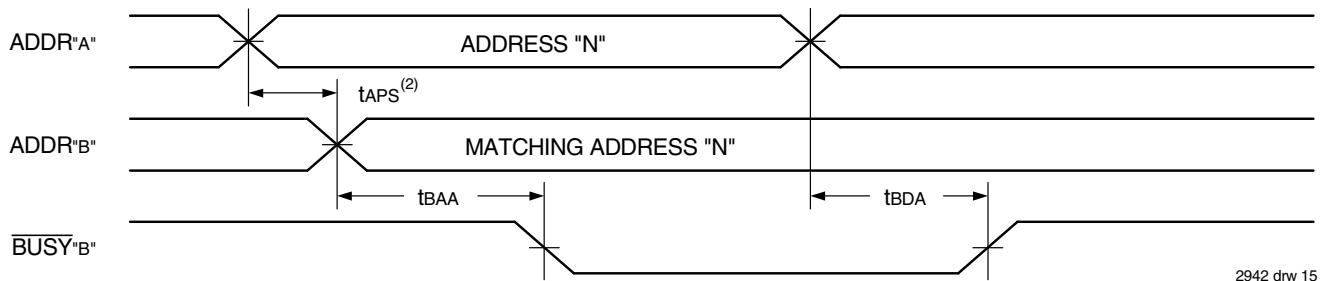 ADDR"A"
ADDRESS "N"
tAPS(2)
ADDR"B"
MATCHING ADDRESS "N"
tBAA
tBDA
BUSY"B"
2942 drw 15